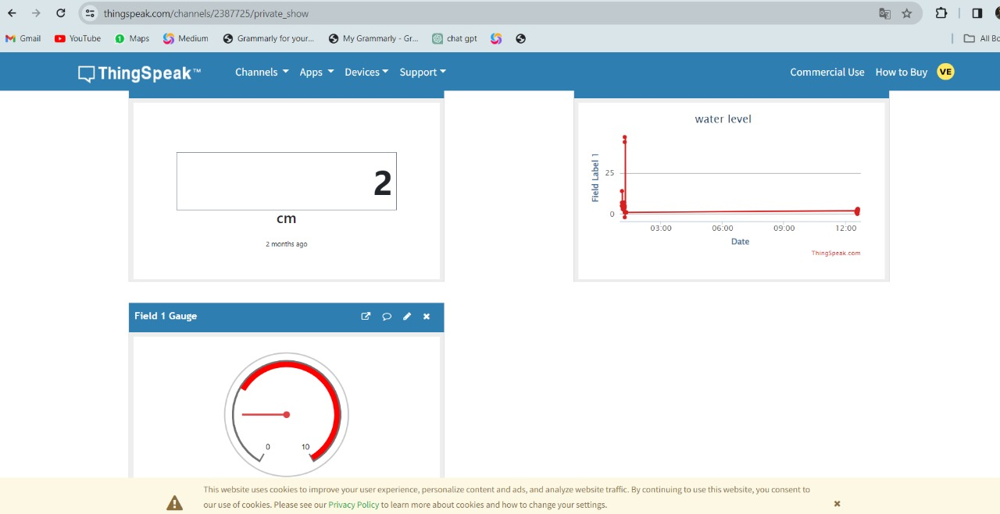 thingspeak.com/channels/2387725/private_show
Gmail YouTube Maps Medium Grammarly for your... My Grammarly - Gr... chat gpt All Bo
ThingSpeak™ Channels Apps Devices Support Commercial Use How to Buy VE
2
cm
2 months ago
water level
Field Label 1
25
0
03:00 06:00 09:00 12:00
Date
ThingSpeak.com
Field 1 Gauge
0 10
This website uses cookies to improve your user experience, personalize content and ads, and analyze website traffic. By continuing to use this website, you consent to
our use of cookies. Please see our Privacy Policy to learn more about cookies and how to change your settings.